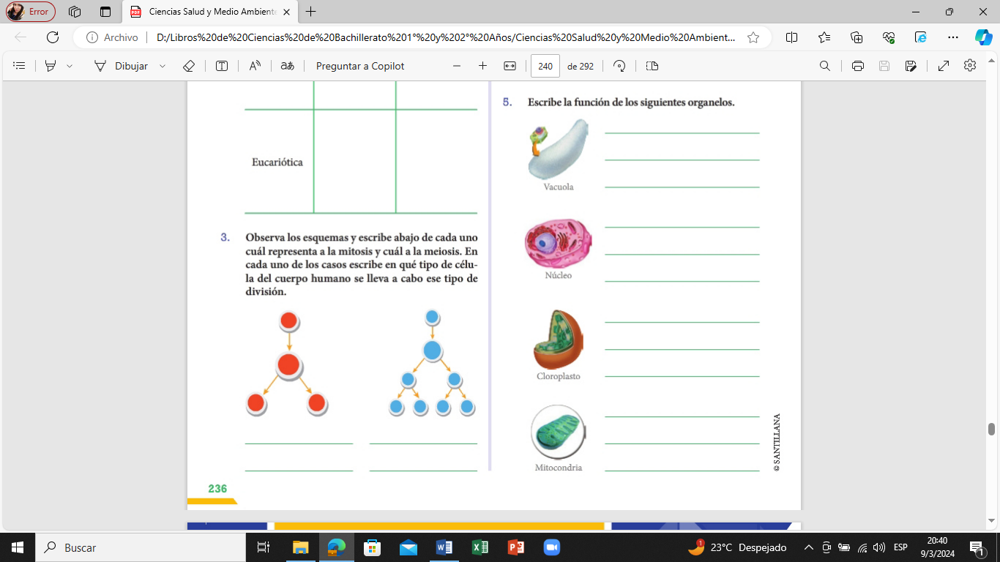 Error
Ciencias Salud y Medio Ambiente
Archivo
D:/Libros%20de%20Ciencias%20de%20Bachillerato%201°%20y%202°%20Años/Ciencias%20Salud%20y%20Medio%20Ambient...
Dibujar
aあ
Preguntar a Copilot
240
de 292
Eucariótica
3. Observa los esquemas y escribe abajo de cada uno
cuál representa a la mitosis y cuál a la meiosis. En
cada uno de los casos escribe en qué tipo de célu-
la del cuerpo humano se lleva a cabo ese tipo de
división.
236
5. Escribe la función de los siguientes organelos.
Vacuola
Núcleo
Cloroplasto
Mitocondria
© SANTILLANA
Buscar
1
23°C Despejado
ESP
20:40
9/3/2024
1